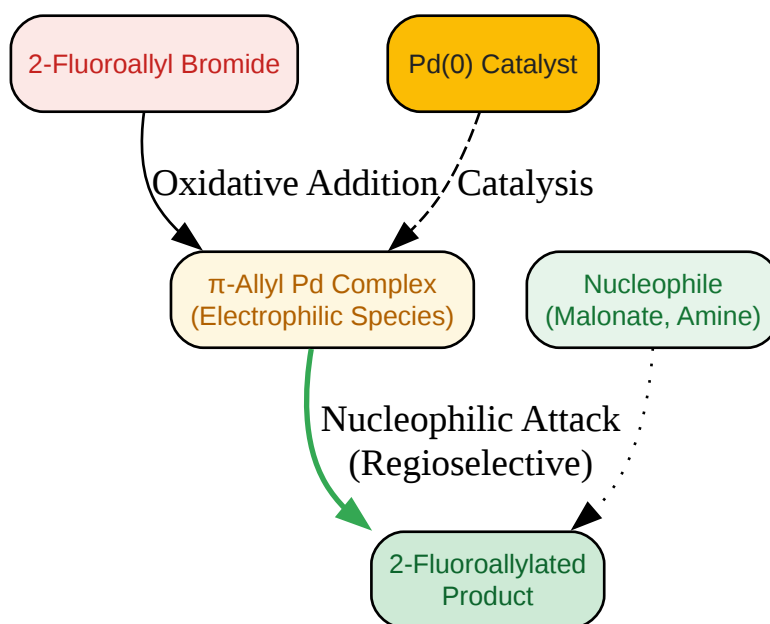 2-Fluoroallyl Bromide
Pd(0) Catalyst
Oxidative Addition
Catalysis
π-Allyl Pd Complex
(Electrophilic Species)
Nucleophile
(Malonate, Amine)
Nucleophilic Attack
(Regioselective)
2-Fluoroallylated
Product